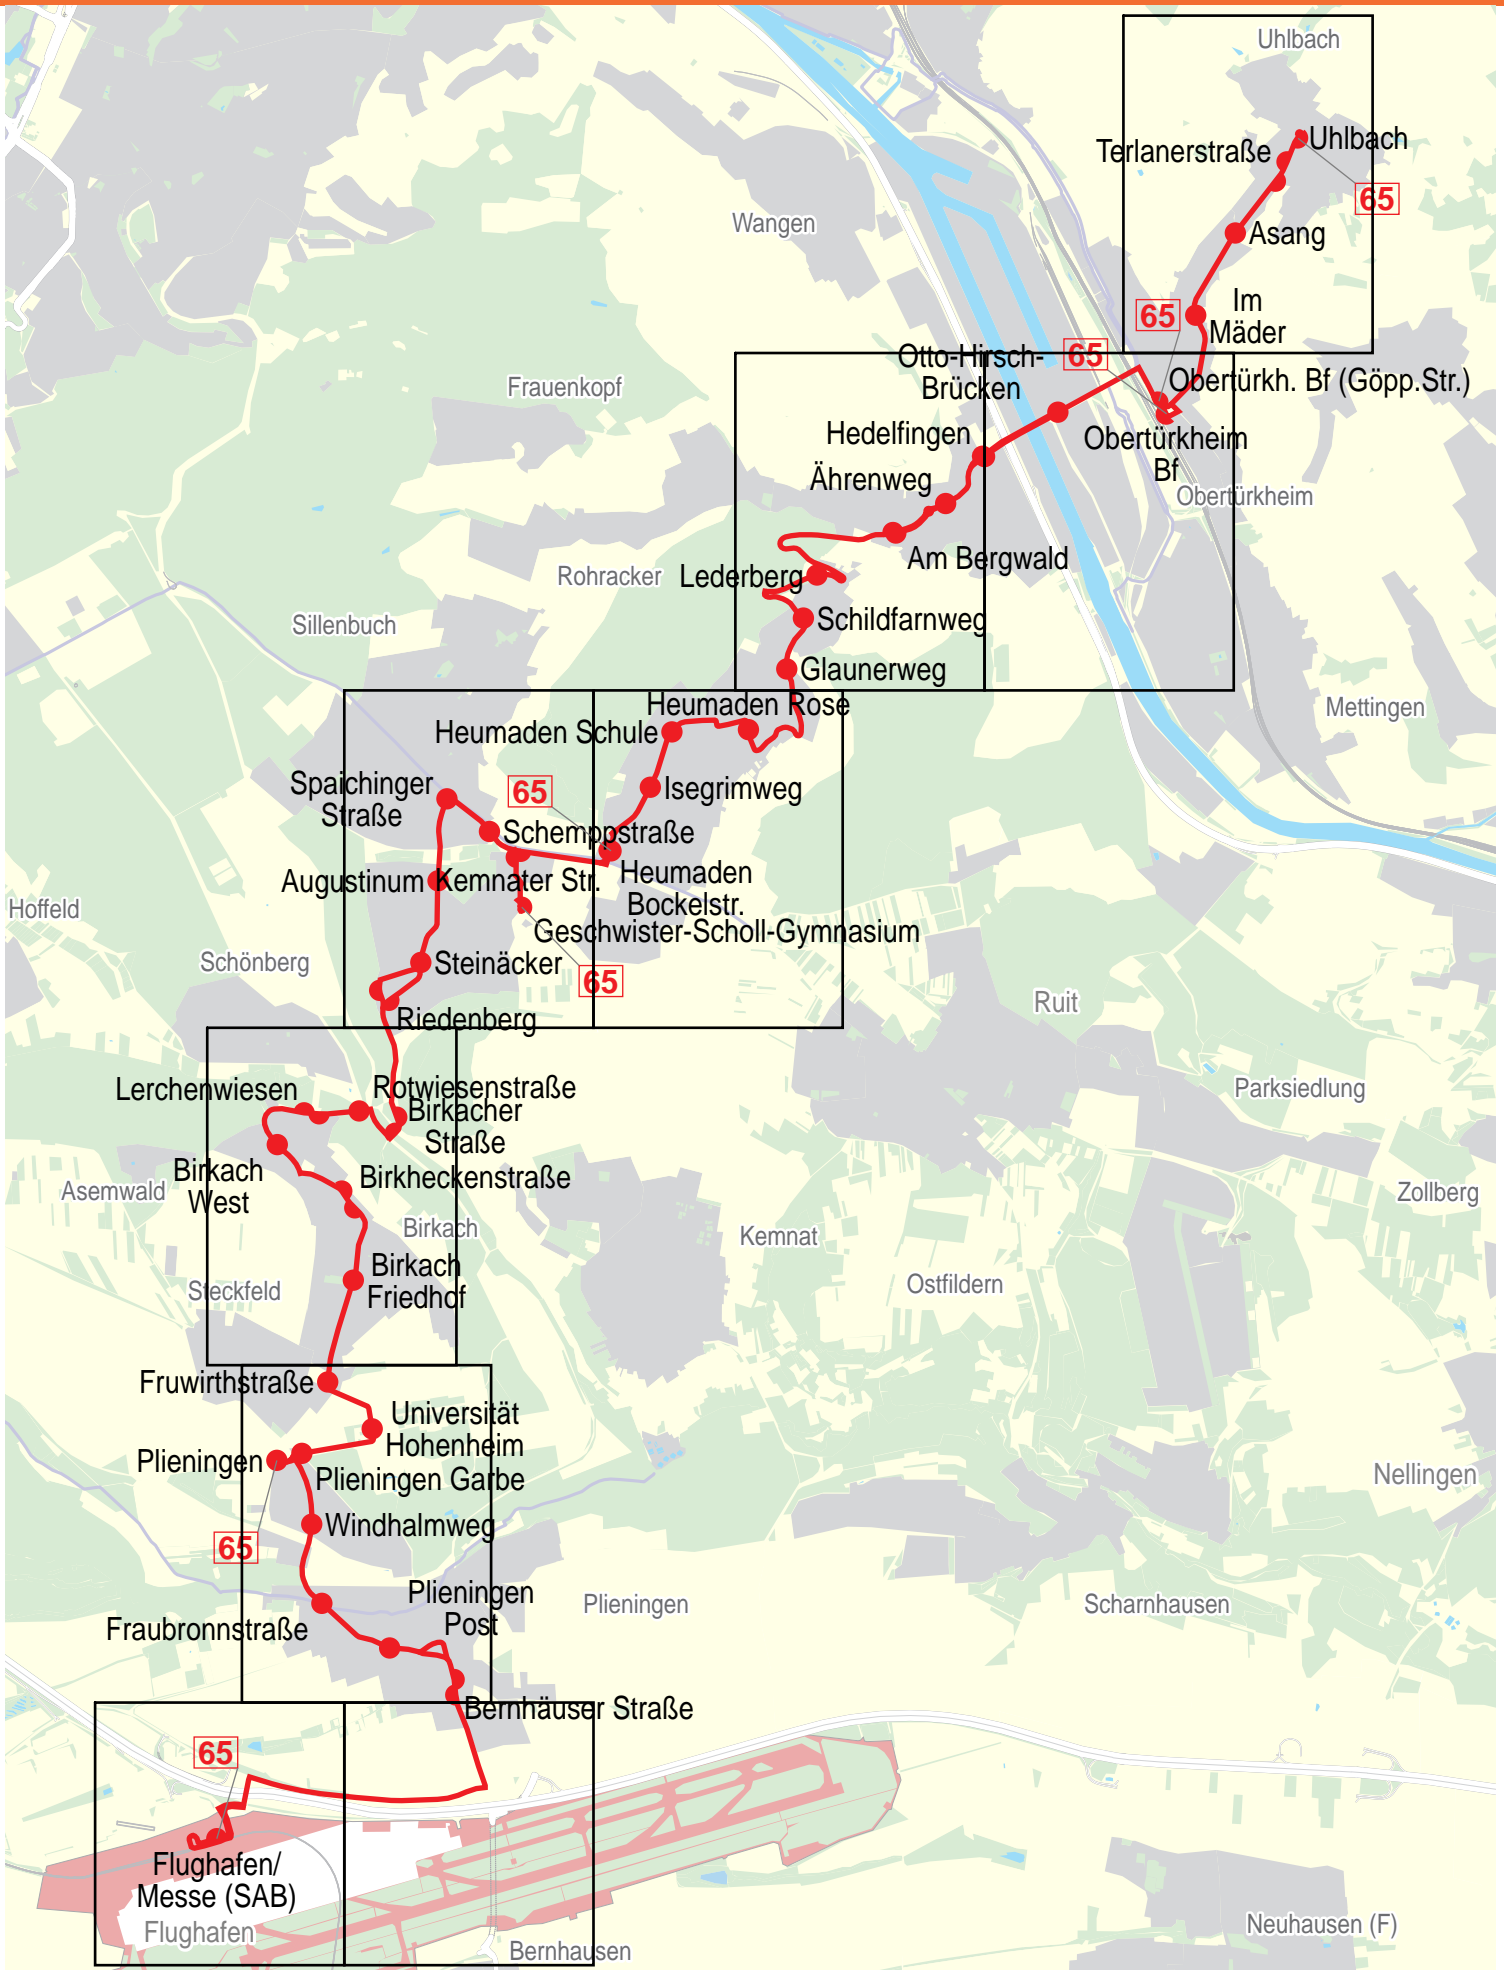 Uhlbach
Uhlbach
Terlanerstraße
65
Wangen
Asang
Im
Mäder
65
Otto-Hirsch-
Brücken
65
Obertürkh. Bf (Göpp.Str.)
Frauenkopf
Hedelfingen
Obertürkheim
Bf
Ährenweg
Obertürkheim
Am Bergwald
Rohracker
Lederberg
Sillenbuch
Schildfarnweg
Glaunerweg
Mettingen
Heumaden Rose
Heumaden Schule
Spaichinger
Straße
65
Isegrimweg
Schemppstraße
Augustinum
Kemnater Str.
Heumaden
Bockelstr.
Hoffeld
Geschwister-Scholl-Gymnasium
Schönberg
Steinäcker
65
Ruit
Riedenberg
Lerchenwiesen
Rotwiesenstraße
Parksiedlung
Birkacher
Straße
Birkach
West
Birkheckenstraße
Asemwald
Zollberg
Birkach
Kemnat
Birkach
Friedhof
Steckfeld
Ostfildern
Fruwirthstraße
Universität
Hohenheim
Plieningen
Plieningen Garbe
Nellingen
Windhalmweg
65
Plieningen
Post
Plieningen
Scharnhausen
Fraubronnstraße
Bernhäuser Straße
65
Flughafen/
Messe (SAB)
Flughafen
Bernhausen
Neuhausen (F)